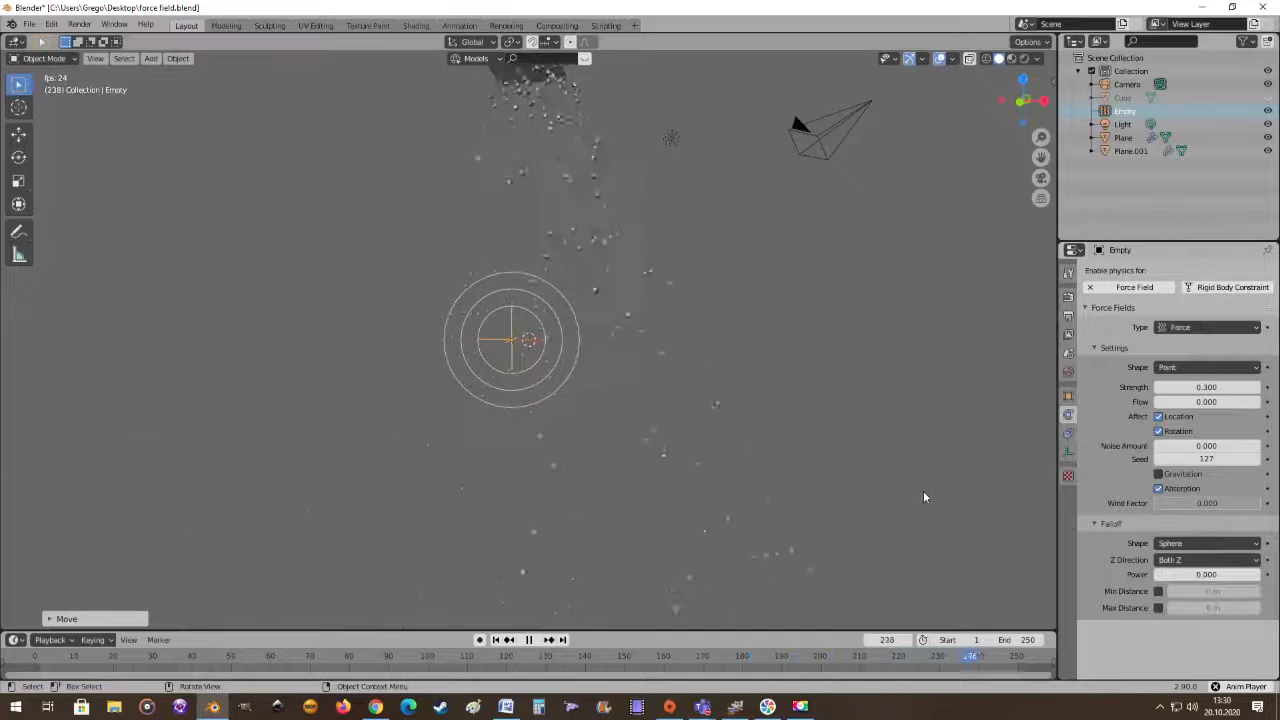 Blender* [C:\Users\Grego\Desktop\force field.blend]
File Edit Render Window Help Layout Modeling Sculpting UV Editing Texture Paint Shading Animation Rendering Compositing Scripting + Scene View Layer
Global Options
Object Mode View Select Add Object Models
fps: 24
(238) Collection | Empty
Scene Collection
Collection
Camera
Cube
Empty
Light
Plane
Plane.001
Empty
Enable physics for:
Force Field Rigid Body Constraint
Force Fields
Type Force
Settings
Shape Point
Strength 0.300
Flow 0.000
Affect Location
Rotation
Noise Amount 0.000
Seed 127
Gravitation
Absorption
Wind Factor 0.000
Falloff
Shape Sphere
Z Direction Both Z
Power 0.000
Min Distance 0 m
Max Distance 0 m
Move
Playback Keying View Marker 238 Start 1 End 250
0 10 20 30 40 50 60 70 80 90 100 110 120 130 140 150 160 170 180 190 200 210 220 230 250
Select Box Select Rotate View Object Context Menu 2.90.0 Anim Player
13:30
20.10.2020